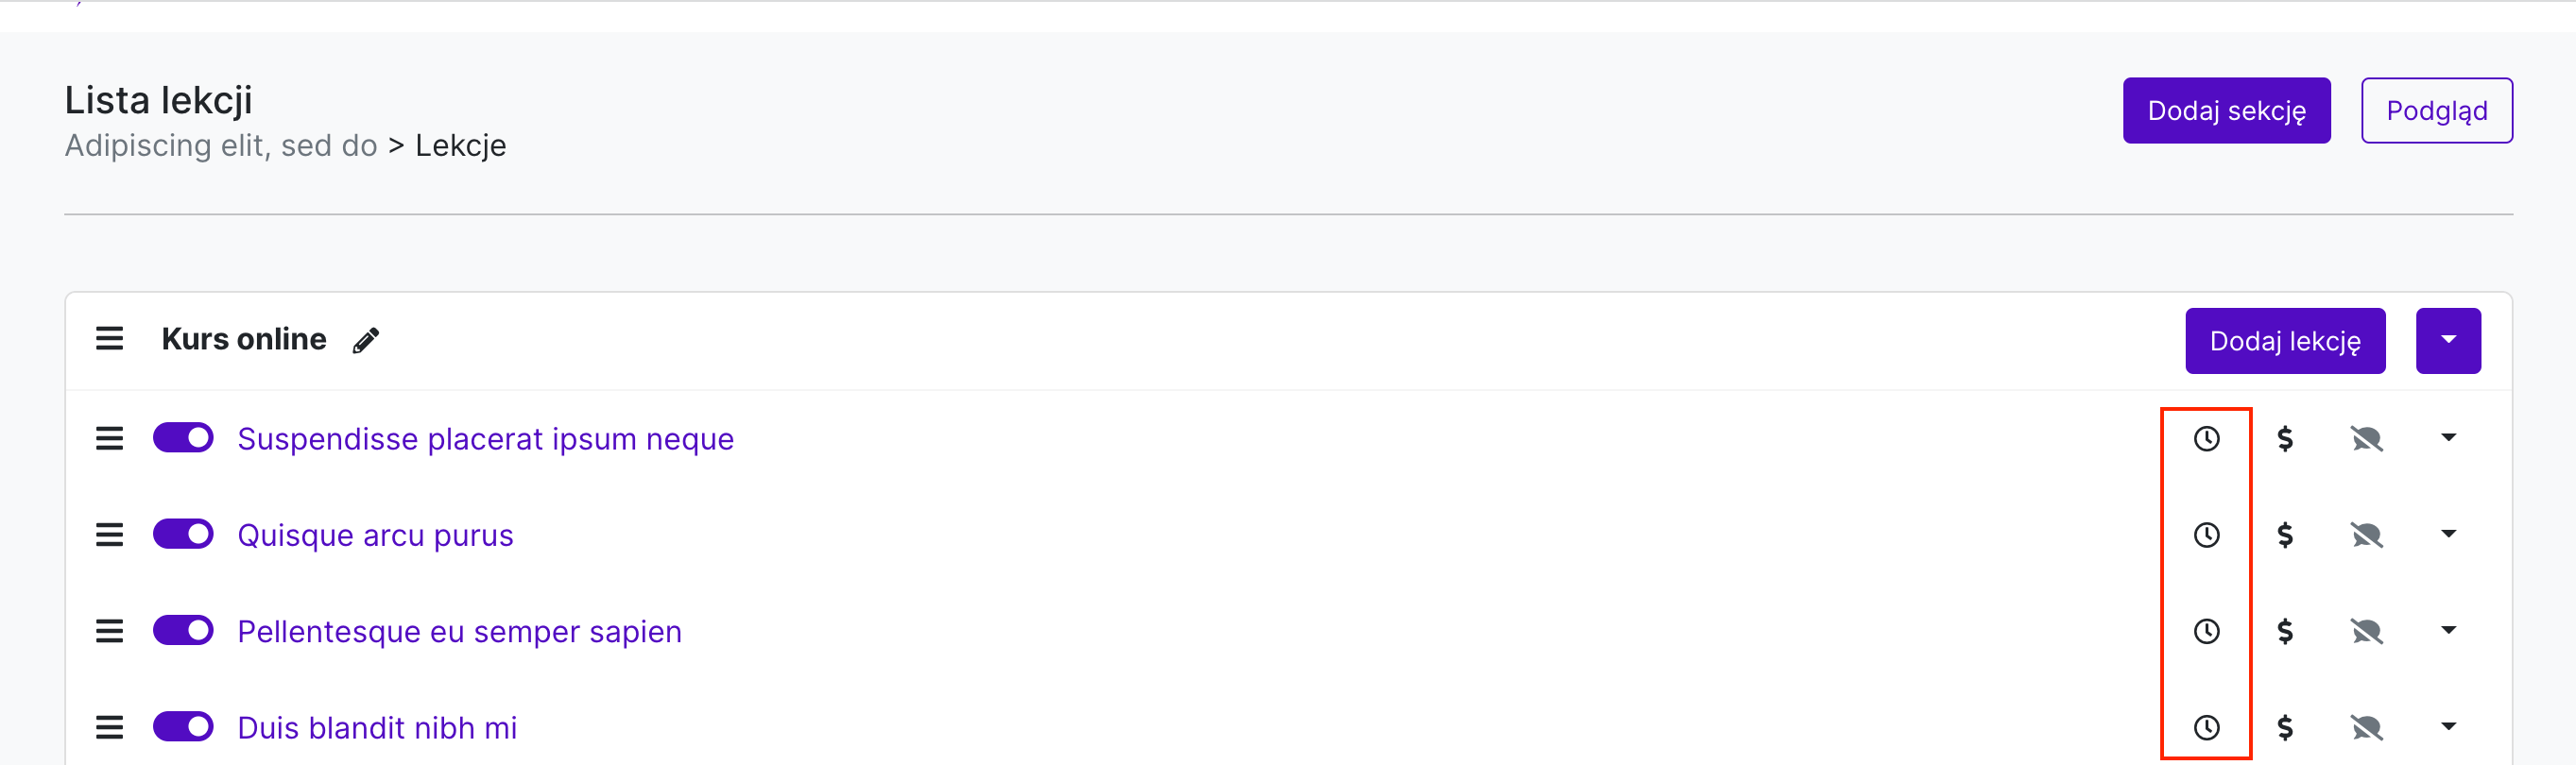 Lista lekcji
Dodaj sekcję
Podgląd
Adipiscing elit, sed do > Lekcje
Kurs online
Dodaj lekcję
Suspendisse placerat ipsum neque
Quisque arcu purus
Pellentesque eu semper sapien
Duis blandit nibh mi